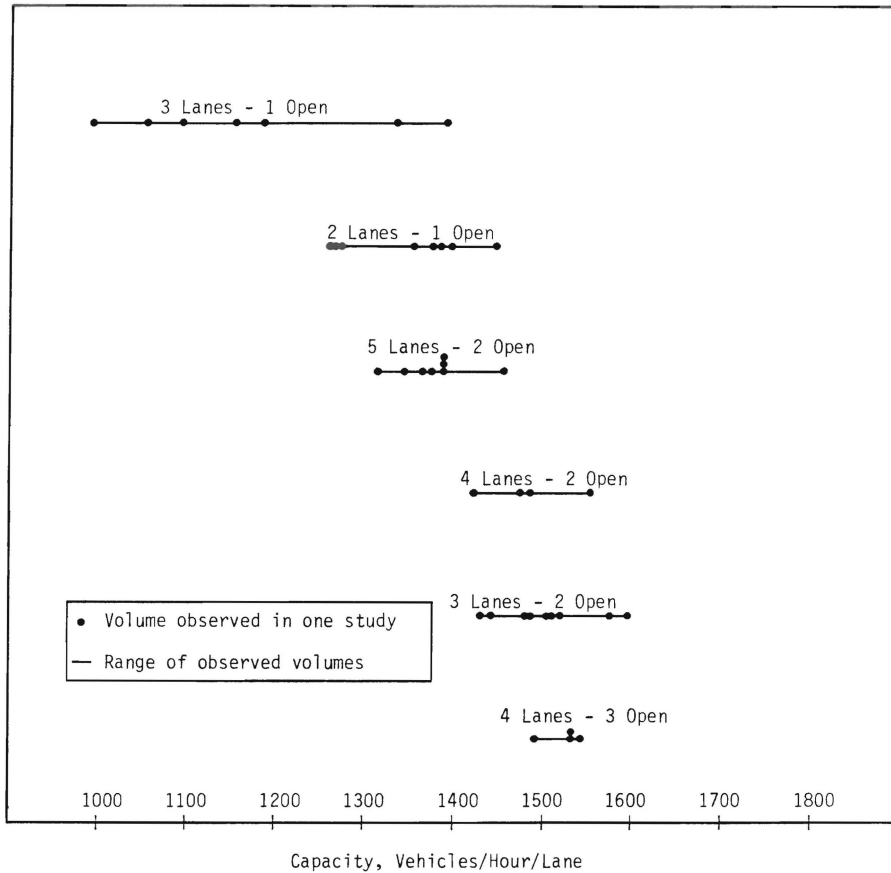 3 Lanes - 1 Open
2 Lanes - 1 Open
5 Lanes - 2 Open
4 Lanes - 2 Open
3 Lanes - 2 Open
• Volume observed in one study
— Range of observed volumes
4 Lanes - 3 Open
1000 1100 1200 1300 1400 1500 1600 1700 1800
Capacity, Vehicles/Hour/Lane